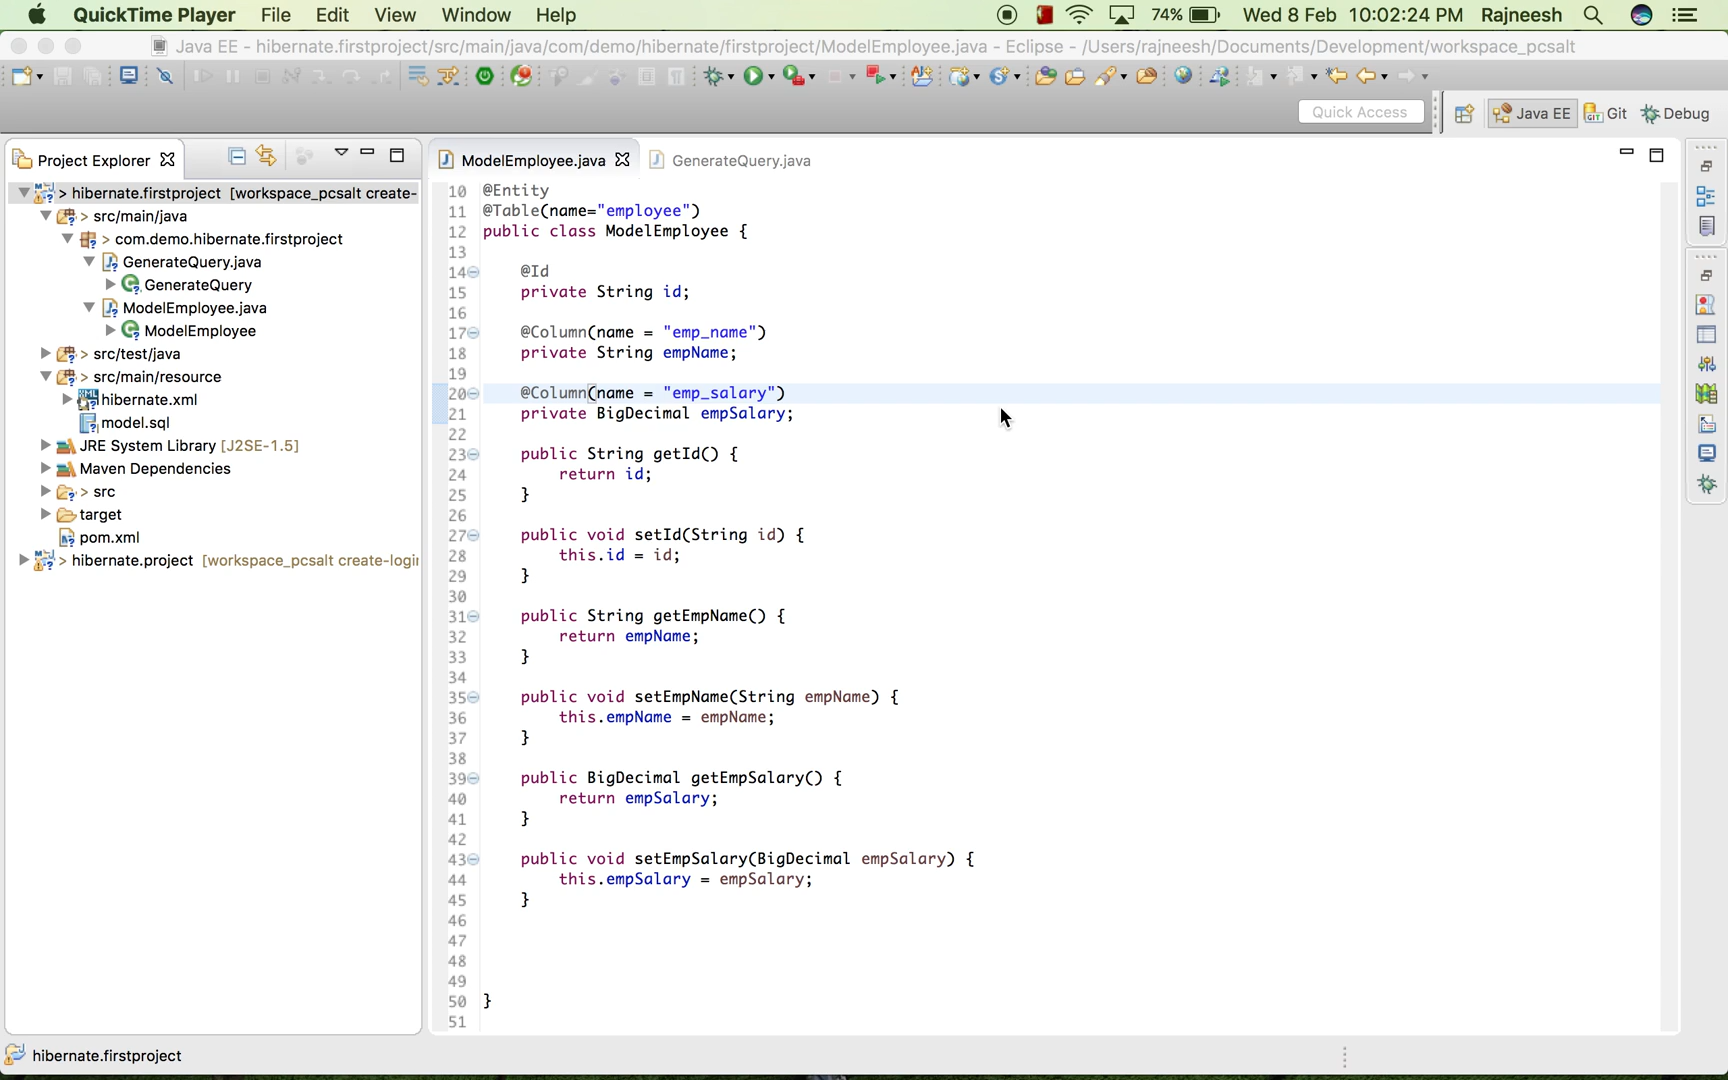 QuickTime Player File Edit View Window Help 74% Wed 8 Feb 10:02:24 PM Rajneesh
Java EE - hibernate.firstproject/src/main/java/com/demo/hibernate/firstproject/ModelEmployee.java - Eclipse - /Users/rajneesh/Documents/Development/workspace_pcsalt
Quick Access Java EE Git Debug
Project Explorer
> hibernate.firstproject [workspace_pcsalt create-
> src/main/java
> com.demo.hibernate.firstproject
GenerateQuery.java
GenerateQuery
ModelEmployee.java
ModelEmployee
> src/test/java
> src/main/resource
hibernate.xml
model.sql
JRE System Library [J2SE-1.5]
Maven Dependencies
> src
target
pom.xml
> hibernate.project [workspace_pcsalt create-login
ModelEmployee.java GenerateQuery.java
10 @Entity
11 @Table(name="employee")
12 public class ModelEmployee {
13
14 @Id
15 private String id;
16
17 @Column(name = "emp_name")
18 private String empName;
19
20 @Column(name = "emp_salary")
21 private BigDecimal empSalary;
22
23 public String getId() {
24 return id;
25 }
26
27 public void setId(String id) {
28 this.id = id;
29 }
30
31 public String getEmpName() {
32 return empName;
33 }
34
35 public void setEmpName(String empName) {
36 this.empName = empName;
37 }
38
39 public BigDecimal getEmpSalary() {
40 return empSalary;
41 }
42
43 public void setEmpSalary(BigDecimal empSalary) {
44 this.empSalary = empSalary;
45 }
46
47
48
49
50 }
51
hibernate.firstproject